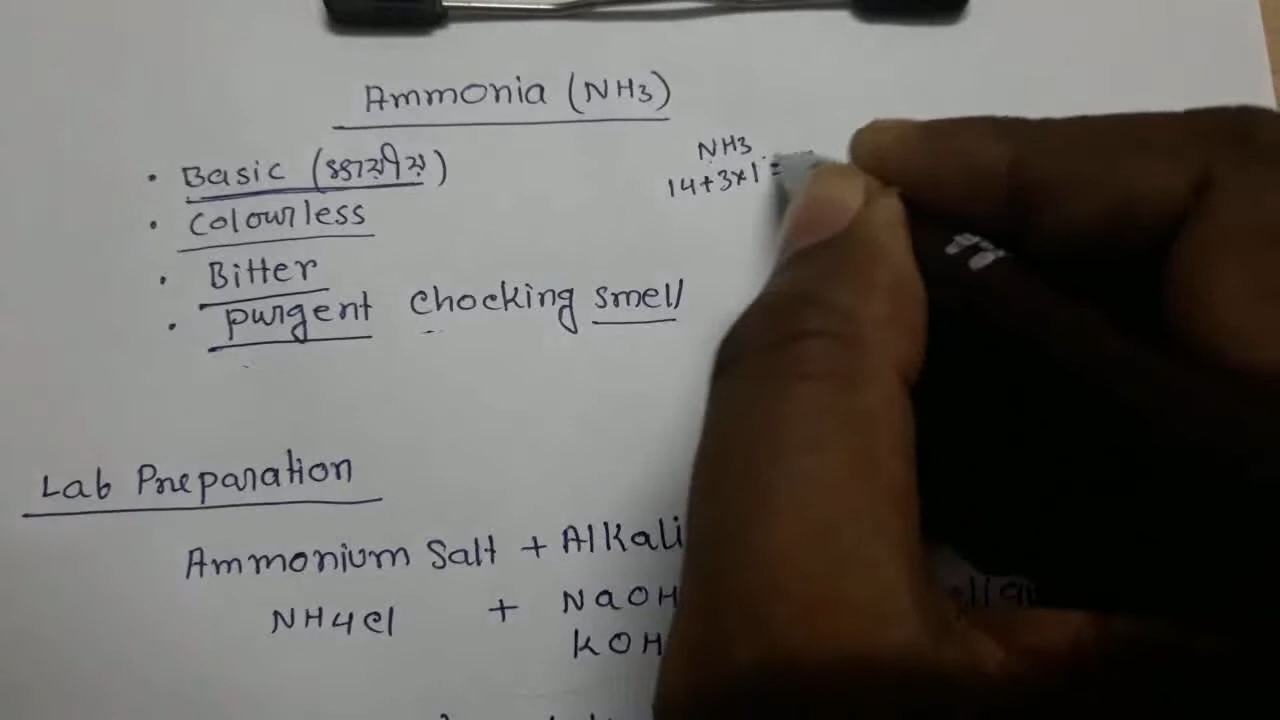 Ammonia (NH3)
NH3
14+3×1=
• Basic (ক্ষারীয়)
• Colourless
• Bitter
• purgent chocking smell
Lab Preparation
Ammonium Salt + Alkali
NH4Cl + NaOH
KOH